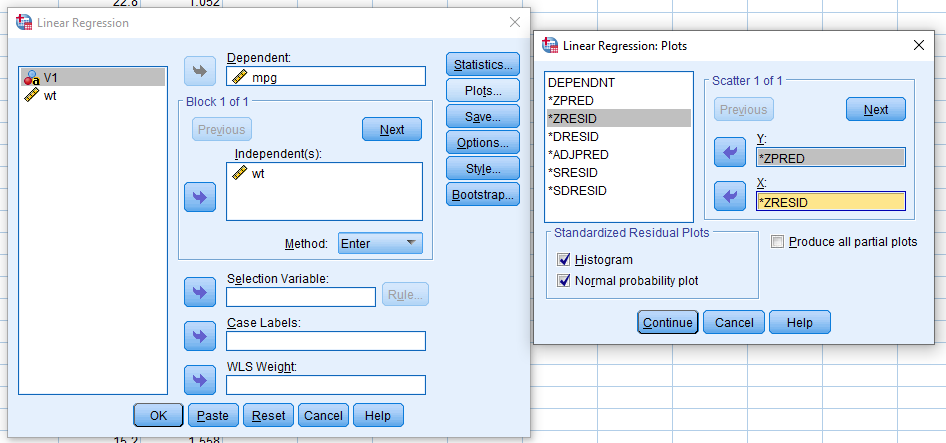 22.8 1.052
Linear Regression
V1
wt
Dependent:
mpg
Block 1 of 1
Previous
Next
Independent(s):
wt
Method: Enter
Selection Variable:
Rule...
Case Labels:
WLS Weight:
Statistics...
Plots...
Save...
Options...
Style...
Bootstrap...
OK Paste Reset Cancel Help
15.2 1.558
Linear Regression: Plots
DEPENDNT
*ZPRED
*ZRESID
*DRESID
*ADJPRED
*SRESID
*SDRESID
Scatter 1 of 1
Previous
Next
Y:
*ZPRED
X:
*ZRESID
Standardized Residual Plots
Histogram
Normal probability plot
Produce all partial plots
Continue Cancel Help